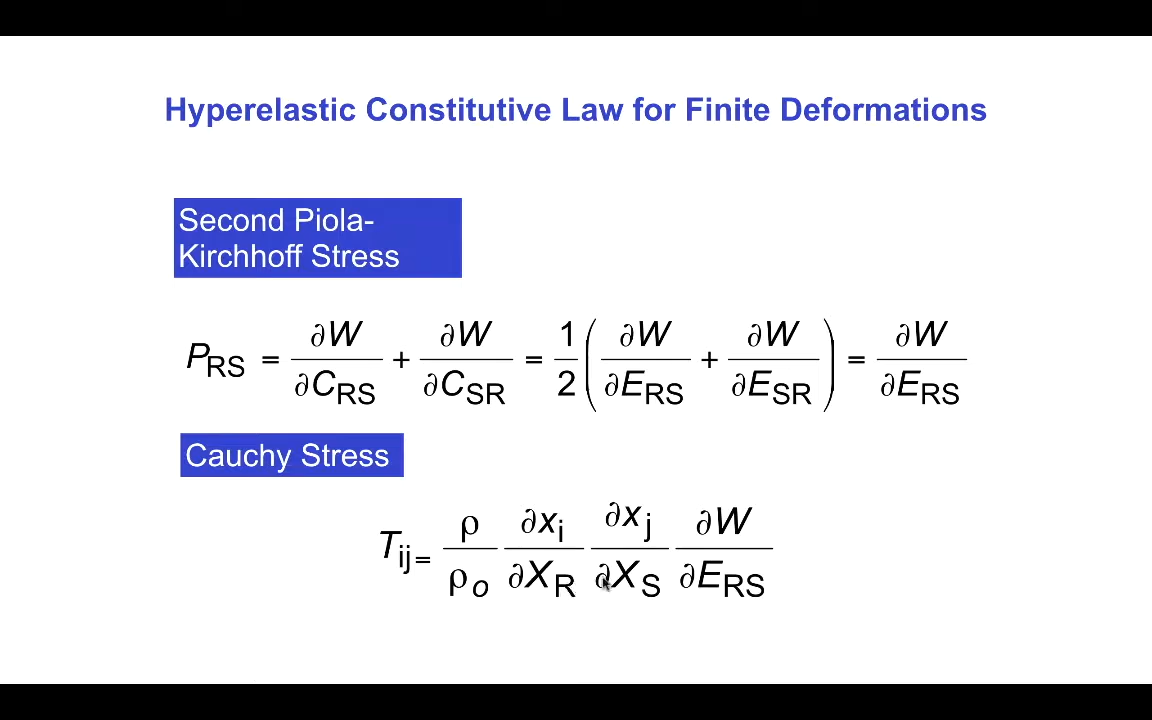 Hyperelastic Constitutive Law for Finite Deformations
Second Piola-
Kirchhoff Stress
P_RS = ∂W/∂C_RS + ∂W/∂C_SR = 1/2 (∂W/∂E_RS + ∂W/∂E_SR) = ∂W/∂E_RS
Cauchy Stress
T_ij = ρ/ρ_o ∂x_i/∂X_R ∂x_j/∂X_S ∂W/∂E_RS